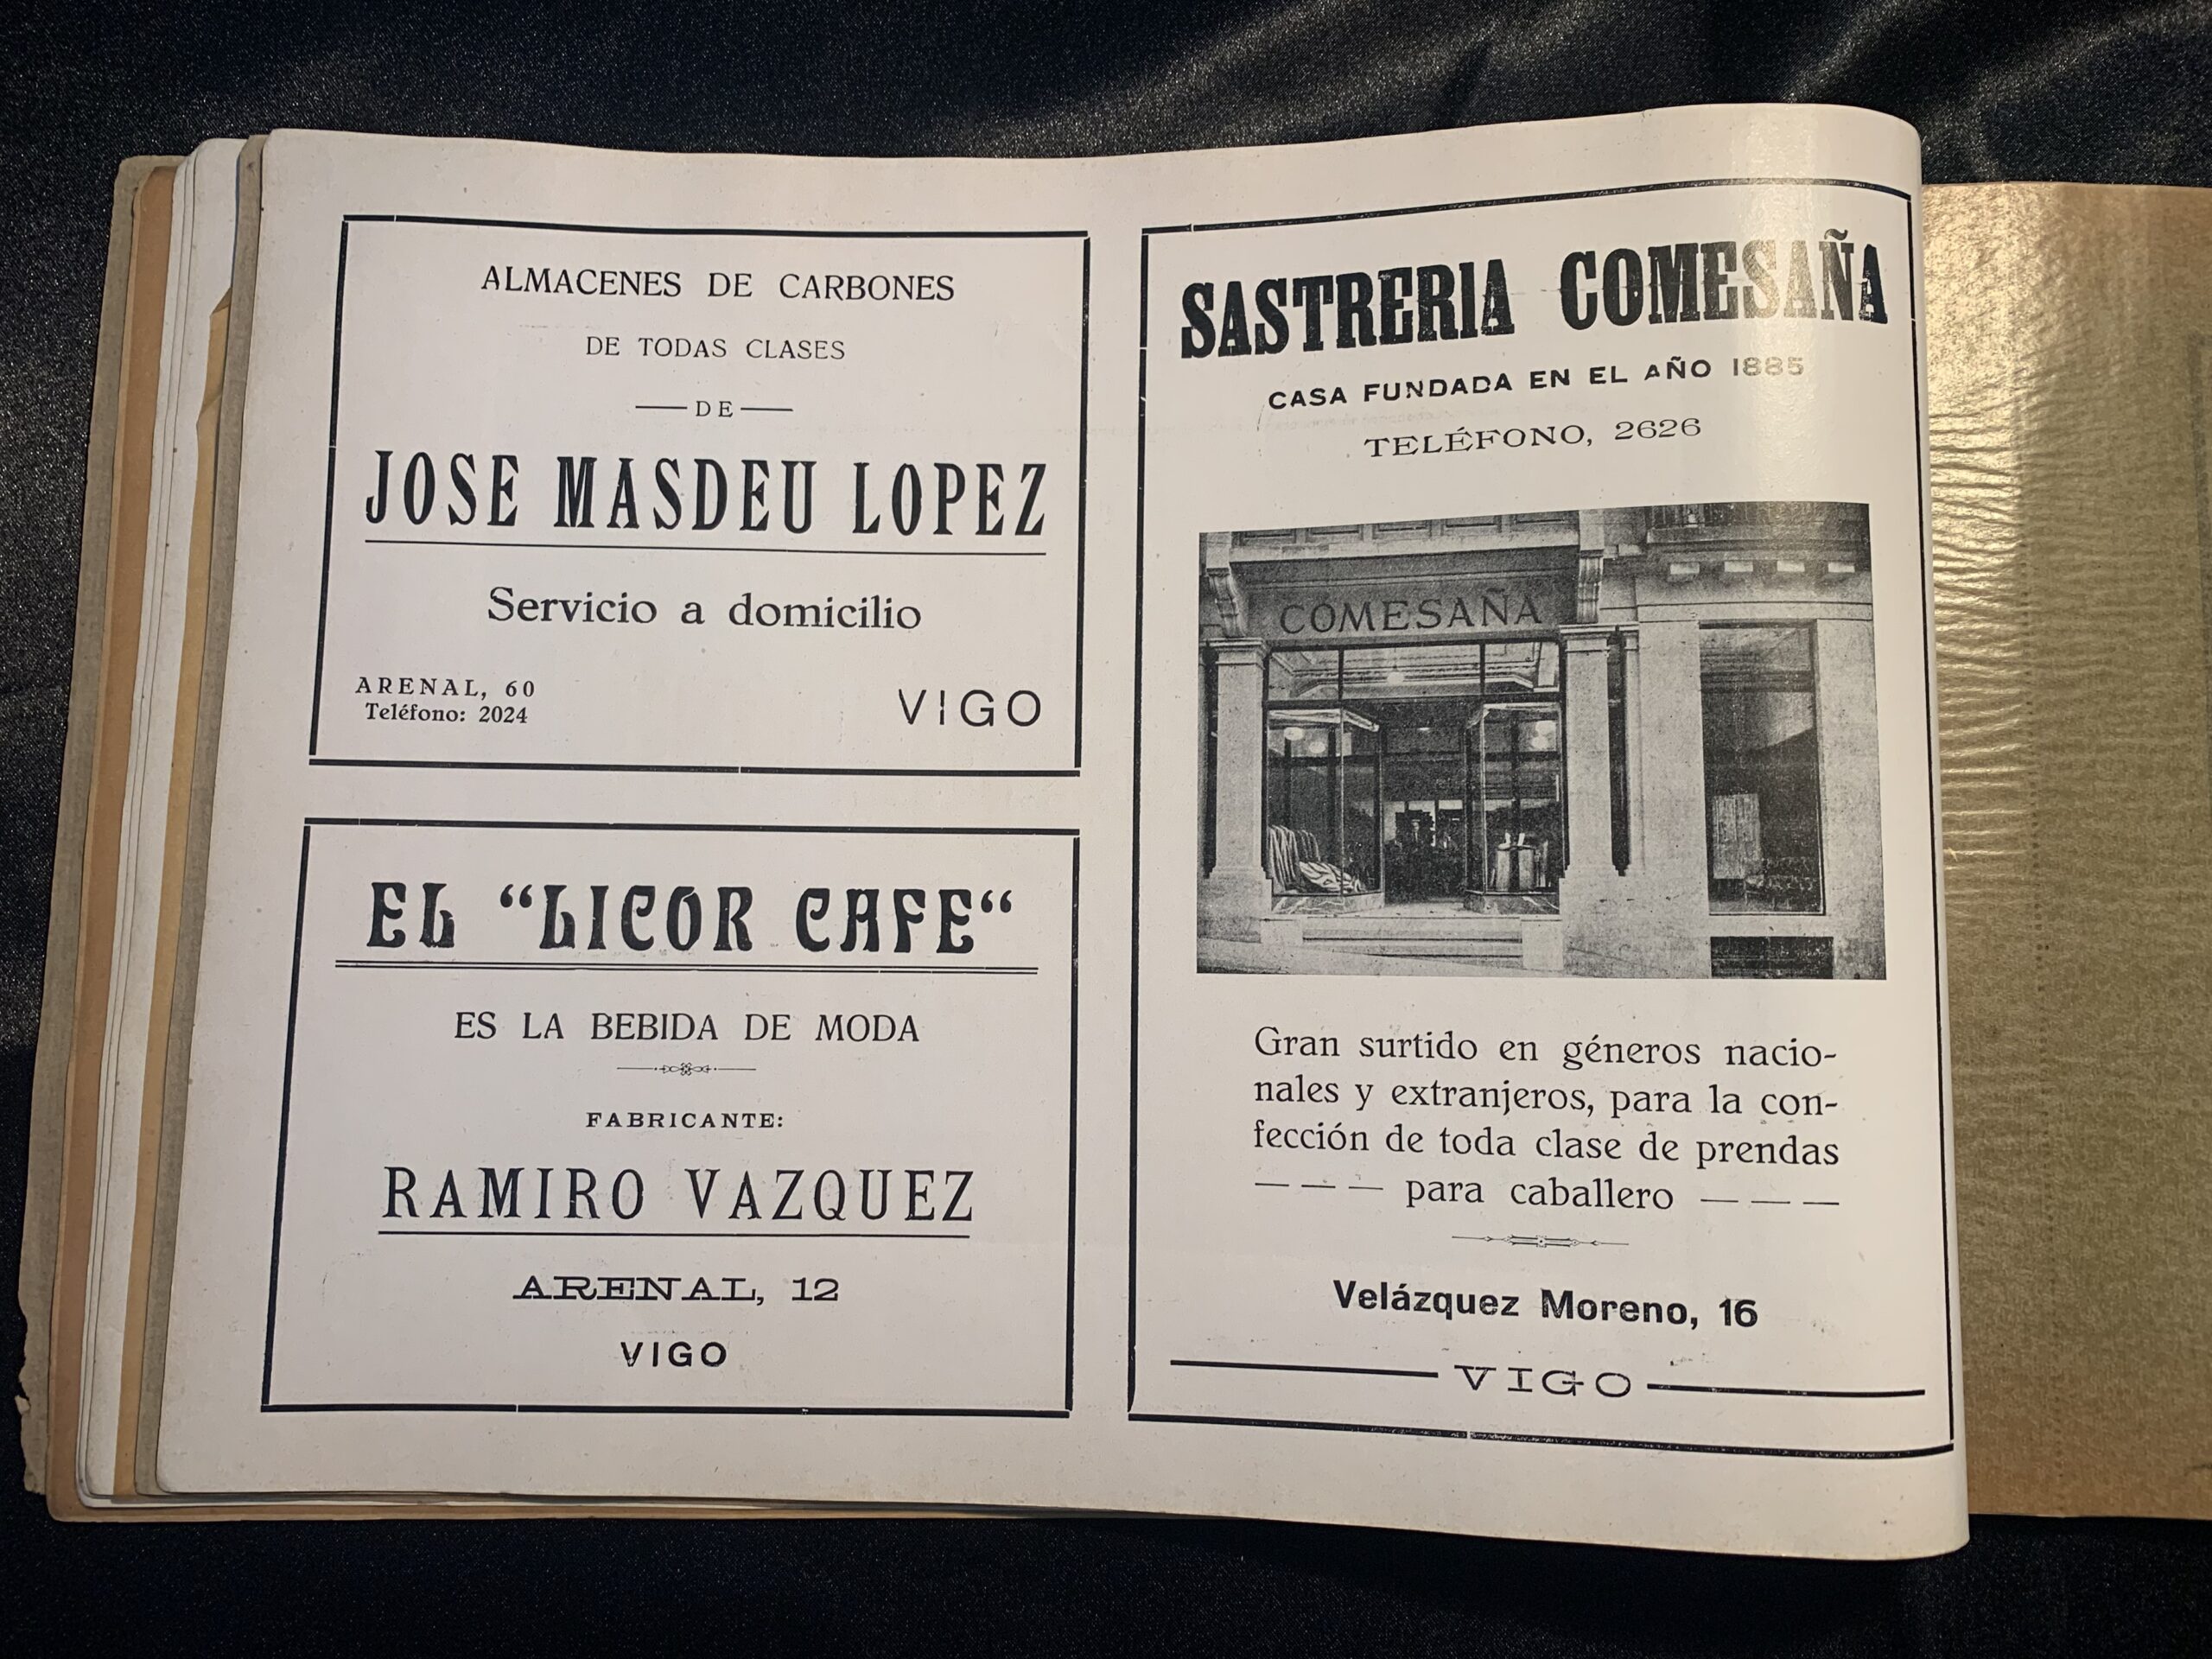 ALMACENES DE CARBONES
DE TODAS CLASES
DE
JOSE MASDEU LOPEZ
Servicio a domicilio
ARENAL, 60
Teléfono: 2024
VIGO
EL “LICOR CAFE“
ES LA BEBIDA DE MODA
FABRICANTE:
RAMIRO VAZQUEZ
ARENAL, 12
VIGO
SASTRERIA COMESAÑA
CASA FUNDADA EN EL AÑO 1885
TELÉFONO, 2626
COMESAÑA
Gran surtido en géneros nacio-
nales y extranjeros, para la con-
fección de toda clase de prendas
— — — para caballero — — —
Velázquez Moreno, 16
VIGO